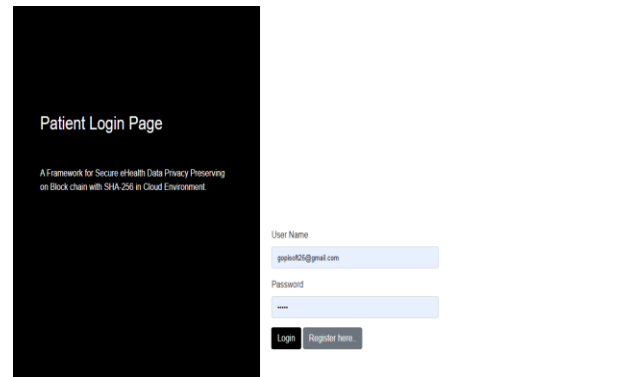 Patient Login Page
A Framework for Secure eHealth Data Privacy Preserving
on Block chain with SHA-256 in Cloud Environment.
User Name
gopisoft26@gmail.com
Password
•••••
Login Register here..